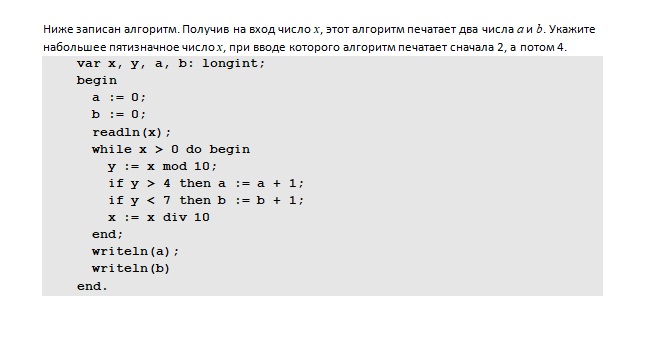 Ниже записан алгоритм. Получив на вход число x, этот алгоритм печатает два числа a и b. Укажите
набольшее пятизначное число x, при вводе которого алгоритм печатает сначала 2, а потом 4.
var x, y, a, b: longint;
begin
a := 0;
b := 0;
readln(x);
while x > 0 do begin
y := x mod 10;
if y > 4 then a := a + 1;
if y < 7 then b := b + 1;
x := x div 10
end;
writeln(a);
writeln(b)
end.